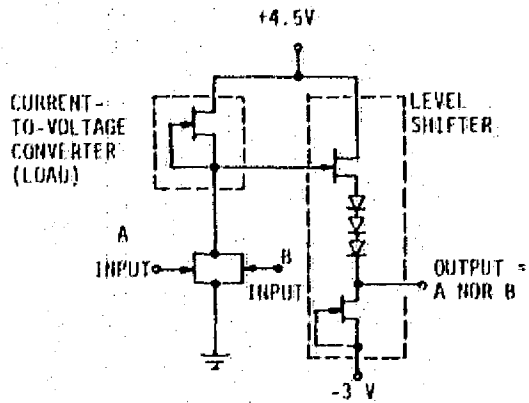 +4.5V
CURRENT-
TO-VOLTAGE
CONVERTER
(LOAD)
LEVEL
SHIFTER
A
INPUT
B
INPUT
OUTPUT =
A NOR B
-3 V